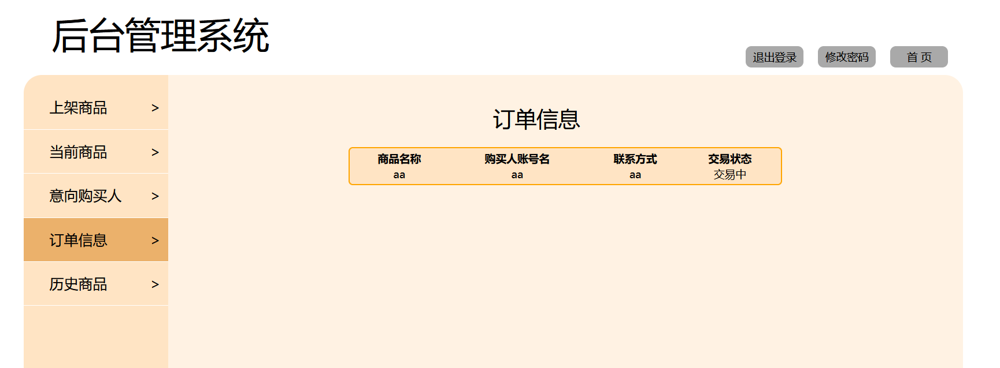 后台管理系统
退出登录 修改密码 首 页
上架商品 >
当前商品 >
意向购买人 >
订单信息 >
历史商品 >
订单信息
商品名称 购买人账号名 联系方式 交易状态
aa aa aa 交易中